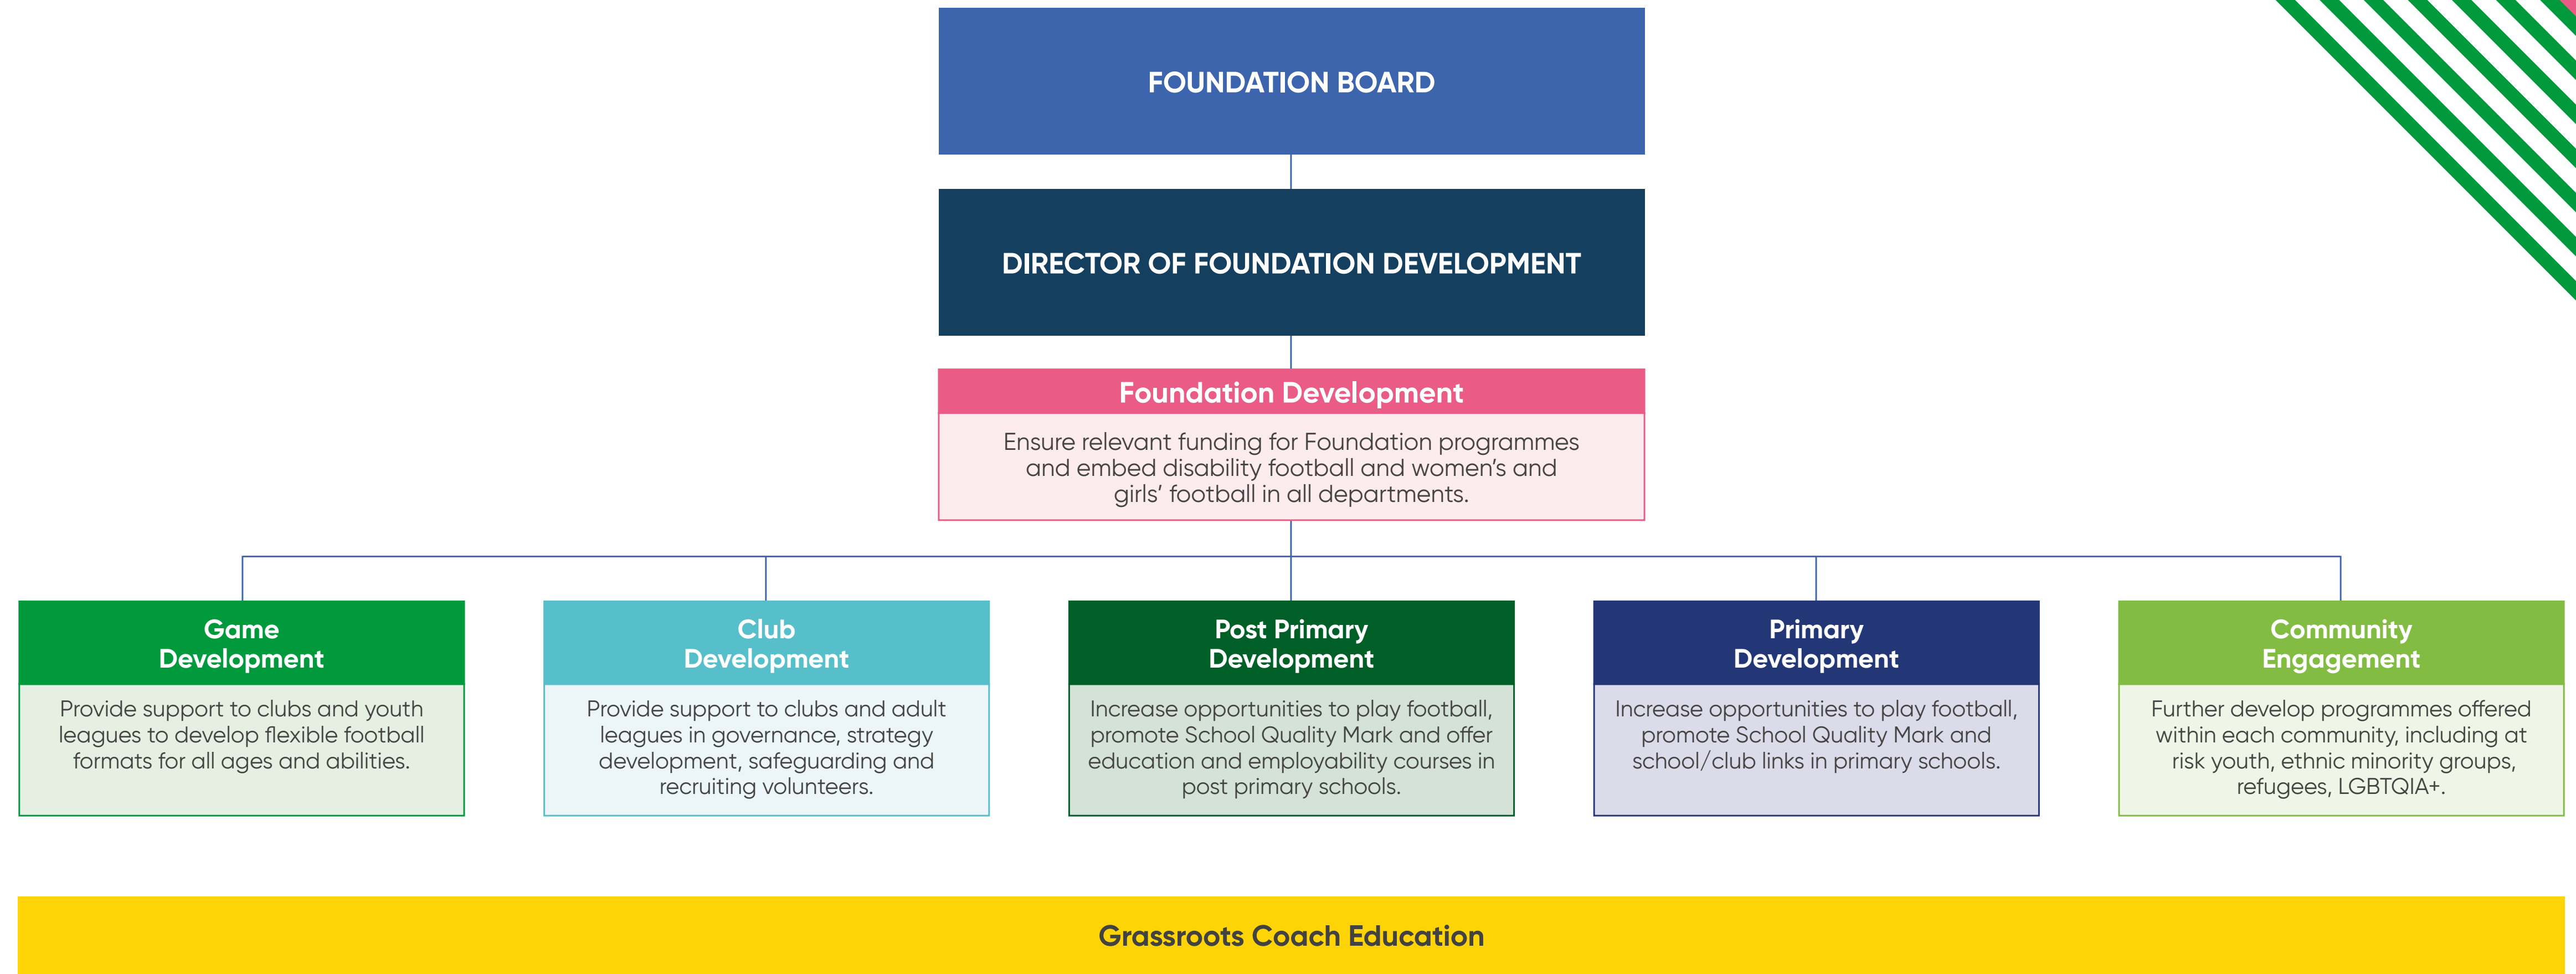 FOUNDATION BOARD
DIRECTOR OF FOUNDATION DEVELOPMENT
Foundation Development
Ensure relevant funding for Foundation programmes
and embed disability football and women’s and
girls’ football in all departments.
Game
Development
Provide support to clubs and youth
leagues to develop flexible football
formats for all ages and abilities.
Club
Development
Provide support to clubs and adult
leagues in governance, strategy
development, safeguarding and
recruiting volunteers.
Post Primary
Development
Increase opportunities to play football,
promote School Quality Mark and offer
education and employability courses in
post primary schools.
Primary
Development
Increase opportunities to play football,
promote School Quality Mark and
school/club links in primary schools.
Community
Engagement
Further develop programmes offered
within each community, including at
risk youth, ethnic minority groups,
refugees, LGBTQIA+.
Grassroots Coach Education